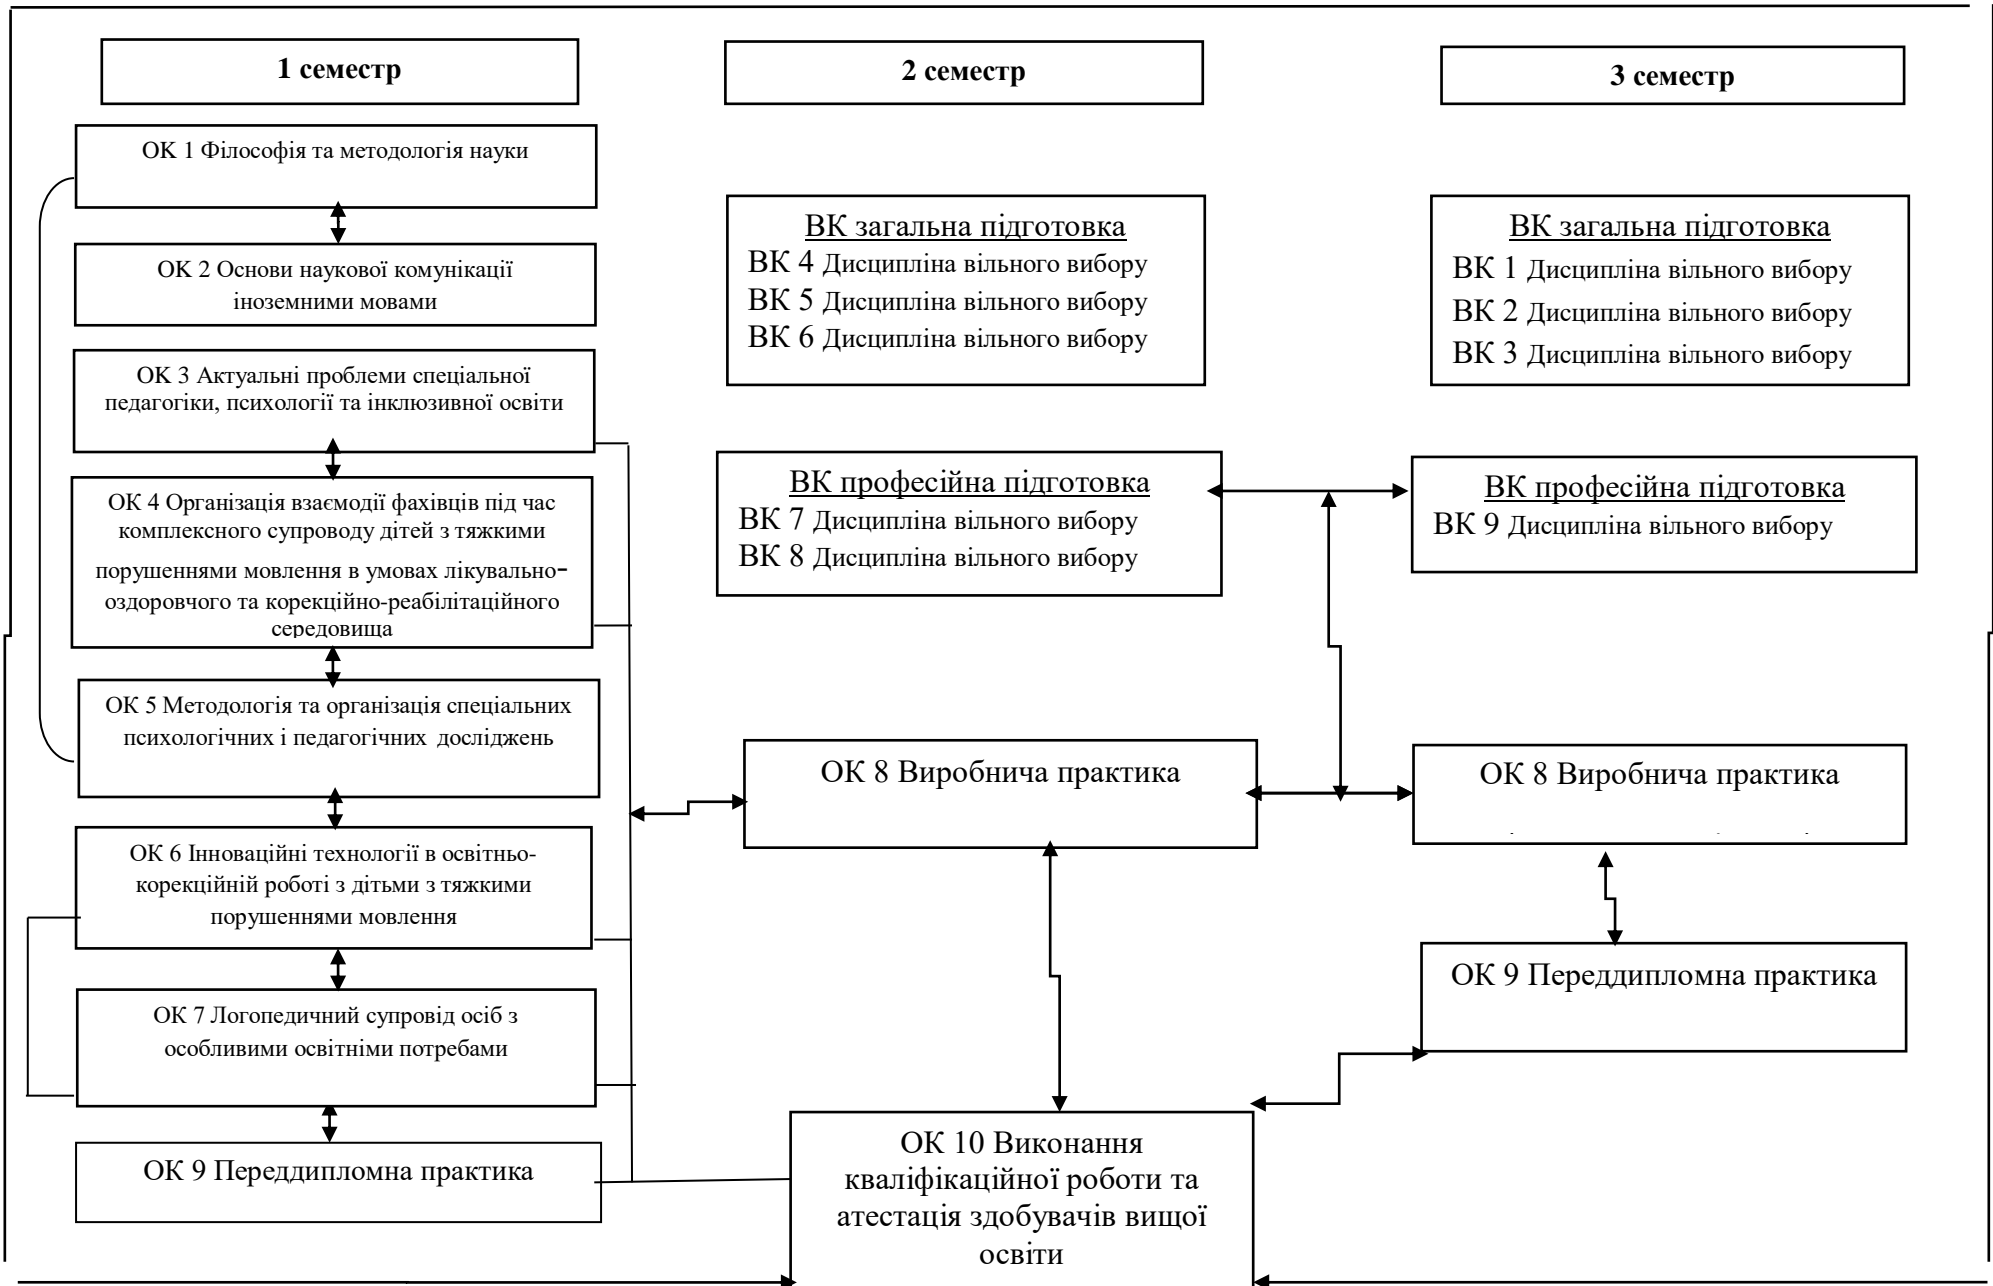 1 семестр
2 семестр
3 семестр
ОК 1 Філософія та методологія науки
ОК 2 Основи наукової комунікації
іноземними мовами
ОК 3 Актуальні проблеми спеціальної
педагогіки, психології та інклюзивної освіти
ОК 4 Організація взаємодії фахівців під час
комплексного супроводу дітей з тяжкими
порушеннями мовлення в умовах лікувально-
оздоровчого та корекційно-реабілітаційного
середовища
ОК 5 Методологія та організація спеціальних
психологічних і педагогічних досліджень
ОК 6 Інноваційні технології в освітньо-
корекційній роботі з дітьми з тяжкими
порушеннями мовлення
ОК 7 Логопедичний супровід осіб з
особливими освітніми потребами
ОК 9 Переддипломна практика
ВК загальна підготовка
ВК 4 Дисципліна вільного вибору
ВК 5 Дисципліна вільного вибору
ВК 6 Дисципліна вільного вибору
ВК професійна підготовка
ВК 7 Дисципліна вільного вибору
ВК 8 Дисципліна вільного вибору
ОК 8 Виробнича практика
ОК 10 Виконання
кваліфікаційної роботи та
атестація здобувачів вищої
освіти
ВК загальна підготовка
ВК 1 Дисципліна вільного вибору
ВК 2 Дисципліна вільного вибору
ВК 3 Дисципліна вільного вибору
ВК професійна підготовка
ВК 9 Дисципліна вільного вибору
ОК 8 Виробнича практика
ОК 9 Переддипломна практика